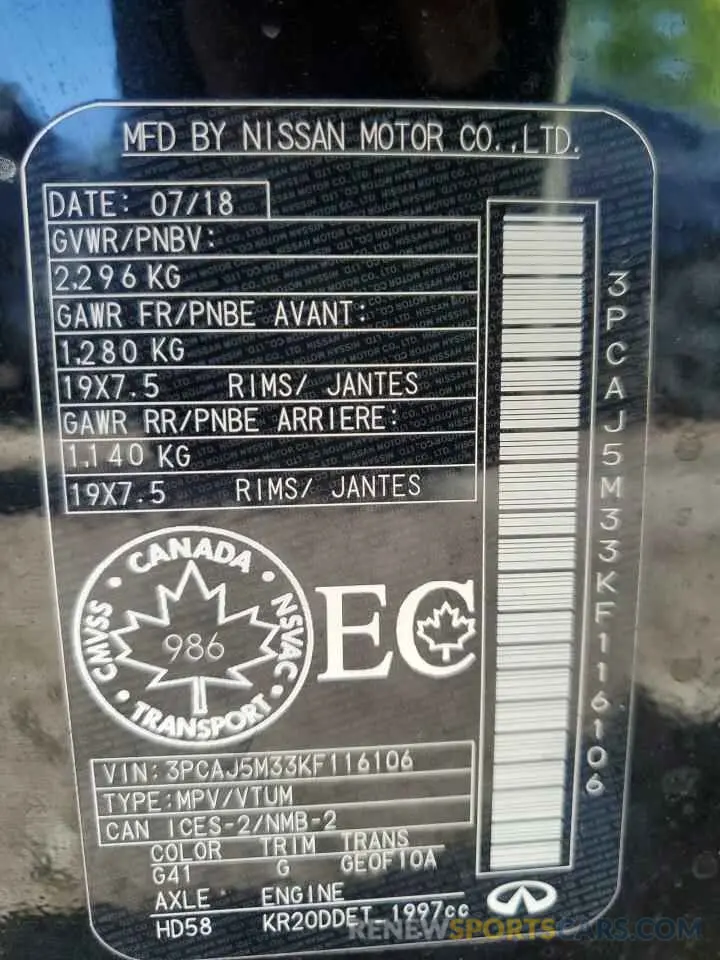 MFD BY NISSAN MOTOR CO.,LTD.
DATE: 07/18
GVWR/PNBV:
2,296 KG
GAWR FR/PNBE AVANT:
1,280 KG
19X7.5 RIMS/ JANTES
GAWR RR/PNBE ARRIERE:
1,140 KG
19X7.5 RIMS/ JANTES
3PCAJ5M33KF116106
CANADA
CMVSS
NSVAC
986
TRANSPORT
EC
VIN: 3PCAJ5M33KF116106
TYPE:MPV/VTUM
CAN ICES-2/NMB-2
COLOR TRIM TRANS
G41 G GEOF10A
AXLE ENGINE
HD58 KR20DDET-1997cc
RENEWSPORTSCARS.COM